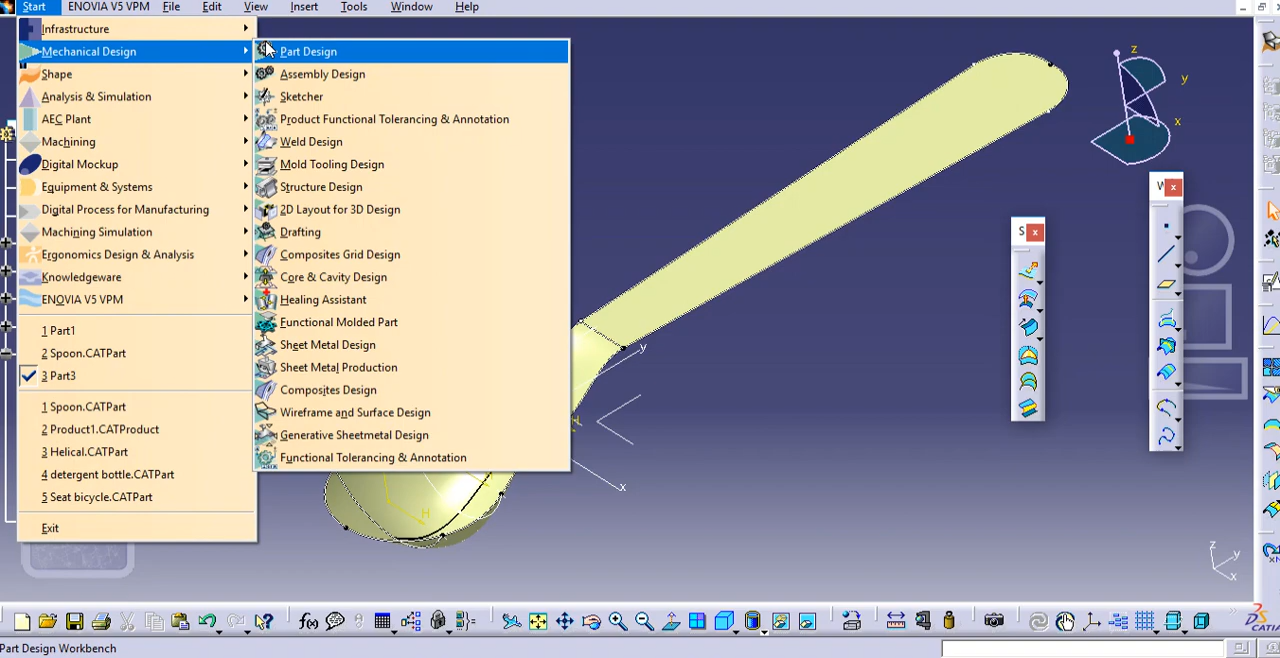 Start ENOVIA V5 VPM File Edit View Insert Tools Window Help
Infrastructure
Mechanical Design
Shape
Analysis & Simulation
AEC Plant
Machining
Digital Mockup
Equipment & Systems
Digital Process for Manufacturing
Machining Simulation
Ergonomics Design & Analysis
Knowledgeware
ENOVIA V5 VPM
1 Part1
2 Spoon.CATPart
3 Part3
1 Spoon.CATPart
2 Product1.CATProduct
3 Helical.CATPart
4 detergent bottle.CATPart
5 Seat bicycle.CATPart
Exit
Part Design
Assembly Design
Sketcher
Product Functional Tolerancing & Annotation
Weld Design
Mold Tooling Design
Structure Design
2D Layout for 3D Design
Drafting
Composites Grid Design
Core & Cavity Design
Healing Assistant
Functional Molded Part
Sheet Metal Design
Sheet Metal Production
Composites Design
Wireframe and Surface Design
Generative Sheetmetal Design
Functional Tolerancing & Annotation
z
y
x
S
W
y
x
H
H
z
y
x
f(x)
Part Design Workbench